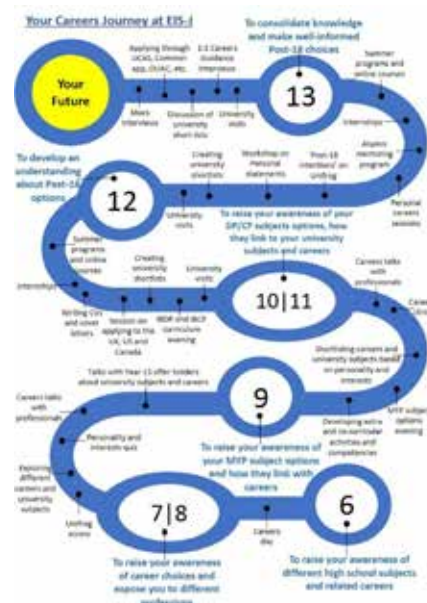 Your Careers Journey at EIS-J
To consolidate knowledge
and make well-informed
Post-18 choices
Applying through
UCAS, Common
App, OUAC, etc.
1:1 Careers
Guidance
Interviews
Summer
programs and
online courses
Your
Future
13
Mock
interviews
Discussion of
university
short-lists
University
visits
Internships
Alumni
mentoring
program
Personal
careers
sessions
To develop an
understanding
about Post-18
options
Creating
university
shortlists
Workshop on
Personal
statements
Post-18
intentions on
Unifrog
12
University
visits
To raise your awareness of your
DP/CP subjects options, how
they link to your university
subjects and careers
Summer
programs
and online
courses
Creating
university
shortlists
University
visits
Careers talks
with
professionals
Internships
10|11
Writing CVs
and cover
letters
Session on
applying to the
UK, US and
Canada
IBDP and IBCP
curriculum
evening
Shortlisting careers
and university
subjects based
on personality and
interests
Talks with Year 13 offer holders
about university subjects and careers
Careers talks
with
professionals
9
MYP subject
options
evening
Developing extra
and co-curricular
activities and
competencies
Personality and
interests quiz
To raise your awareness of
your MYP subject options
and how they link with
careers
Exploring
different
careers and
university
subjects
Unifrog
access
7|8
6
Careers
day
To raise your awareness
of career choices and
expose you to different
professions
To raise your awareness of
different high school subjects
and related careers